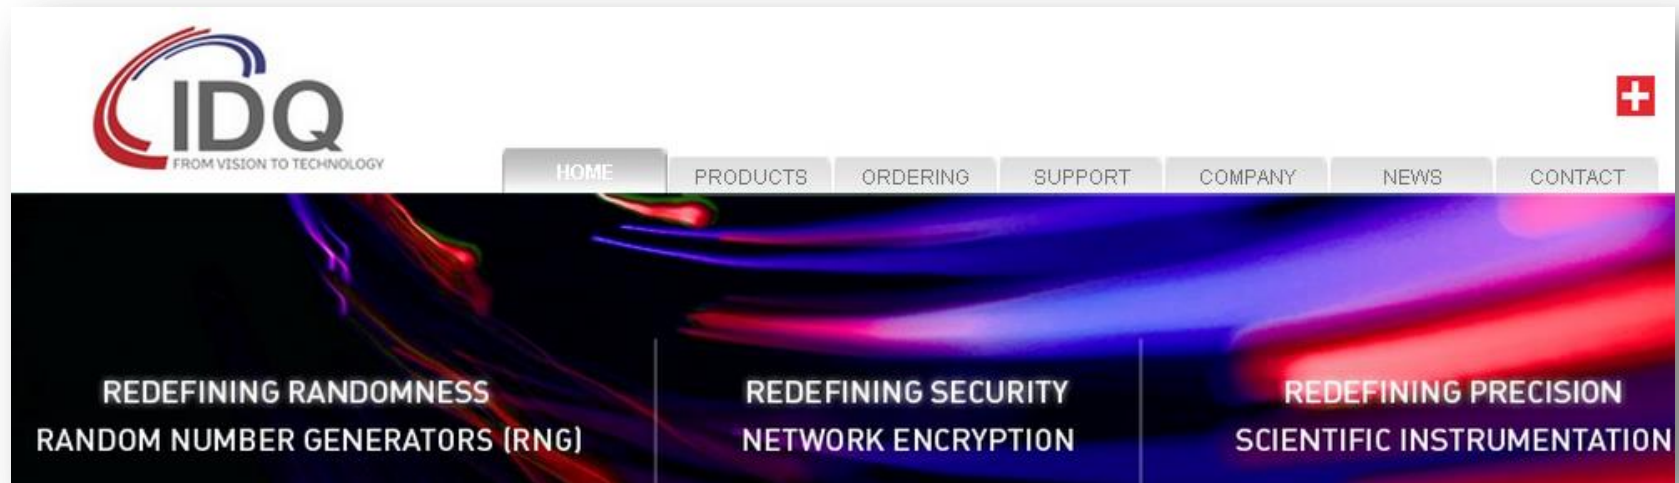 IDQ
FROM VISION TO TECHNOLOGY
HOME PRODUCTS ORDERING SUPPORT COMPANY NEWS CONTACT
REDEFINING RANDOMNESS
RANDOM NUMBER GENERATORS (RNG)
REDEFINING SECURITY
NETWORK ENCRYPTION
REDEFINING PRECISION
SCIENTIFIC INSTRUMENTATION